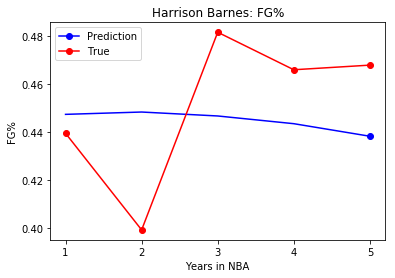 Harrison Barnes: FG%
Prediction
True
FG%
0.48
0.46
0.44
0.42
0.40
1 2 3 4 5
Years in NBA